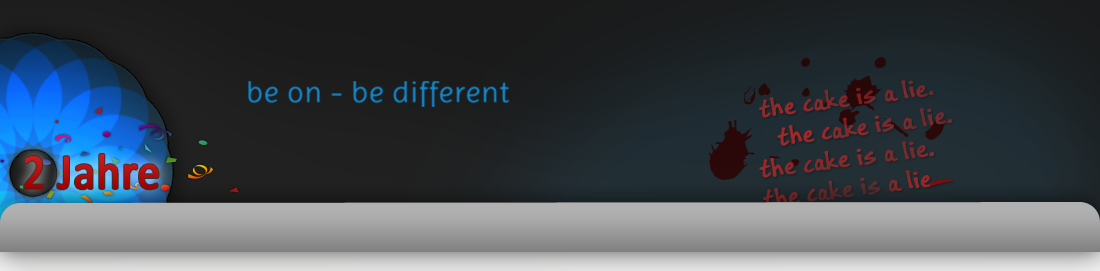 be on - be different
the cake is a lie.
the cake is a lie.
the cake is a lie.
the cake is a lie
2 Jahre